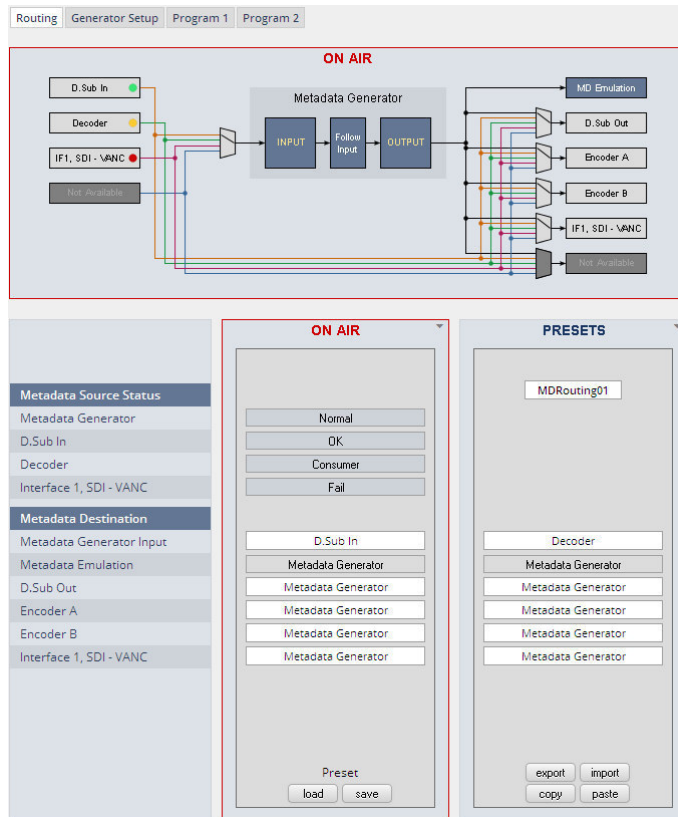 Routing Generator Setup Program 1 Program 2
ON AIR
D.Sub In
Decoder
IF1, SDI - VANC
Not Available
Metadata Generator
INPUT
Follow
Input
OUTPUT
MD Emulation
D.Sub Out
Encoder A
Encoder B
IF1, SDI - VANC
Not Available
Metadata Source Status
Metadata Generator
D.Sub In
Decoder
Interface 1, SDI - VANC
Metadata Destination
Metadata Generator Input
Metadata Emulation
D.Sub Out
Encoder A
Encoder B
Interface 1, SDI - VANC
ON AIR
Normal
OK
Consumer
Fail
D.Sub In
Metadata Generator
Metadata Generator
Metadata Generator
Metadata Generator
Metadata Generator
Preset
load save
PRESETS
MDRouting01
Decoder
Metadata Generator
Metadata Generator
Metadata Generator
Metadata Generator
Metadata Generator
export import
copy paste